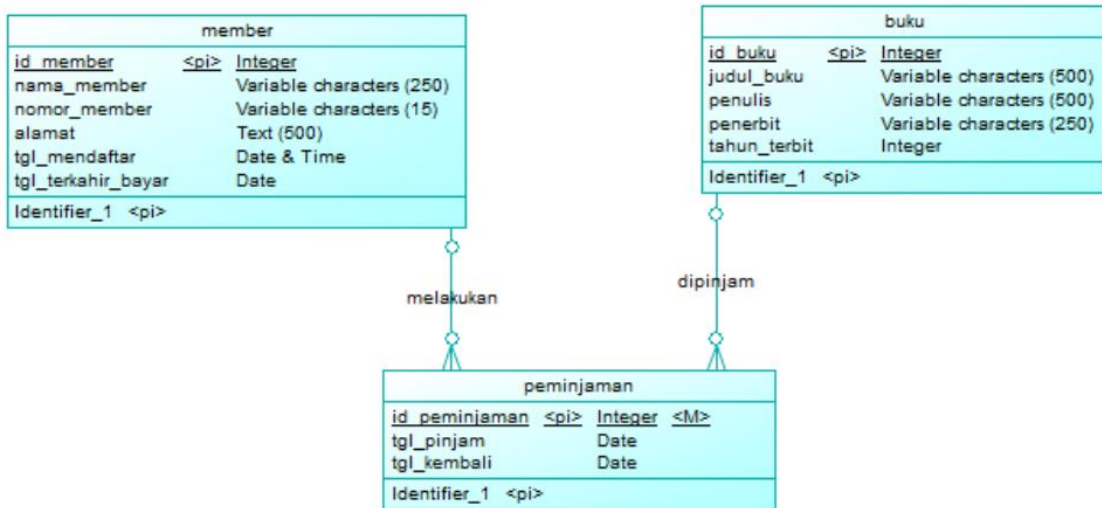 member
id_member <pi> Integer
nama_member Variable characters (250)
nomor_member Variable characters (15)
alamat Text (500)
tgl_mendaftar Date & Time
tgl_terkahir_bayar Date
Identifier_1 <pi>
buku
id_buku <pi> Integer
judul_buku Variable characters (500)
penulis Variable characters (500)
penerbit Variable characters (250)
tahun_terbit Integer
Identifier_1 <pi>
melakukan
dipinjam
peminjaman
id_peminjaman <pi> Integer <M>
tgl_pinjam Date
tgl_kembali Date
Identifier_1 <pi>